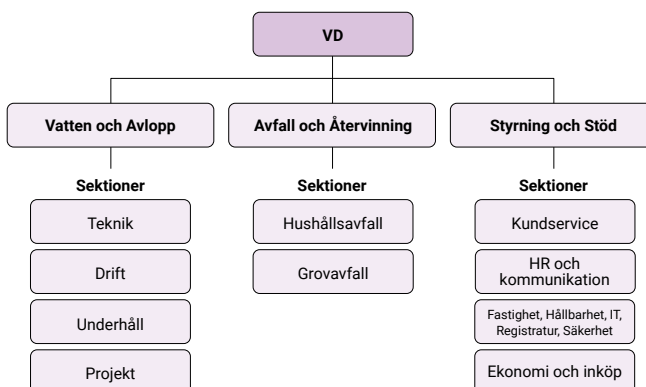 VD
Vatten och Avlopp
Avfall och Återvinning
Styrning och Stöd
Sektioner
Teknik
Drift
Underhåll
Projekt
Sektioner
Hushållsavfall
Grovavfall
Sektioner
Kundservice
HR och
kommunikation
Fastighet, Hållbarhet, IT,
Registratur, Säkerhet
Ekonomi och inköp